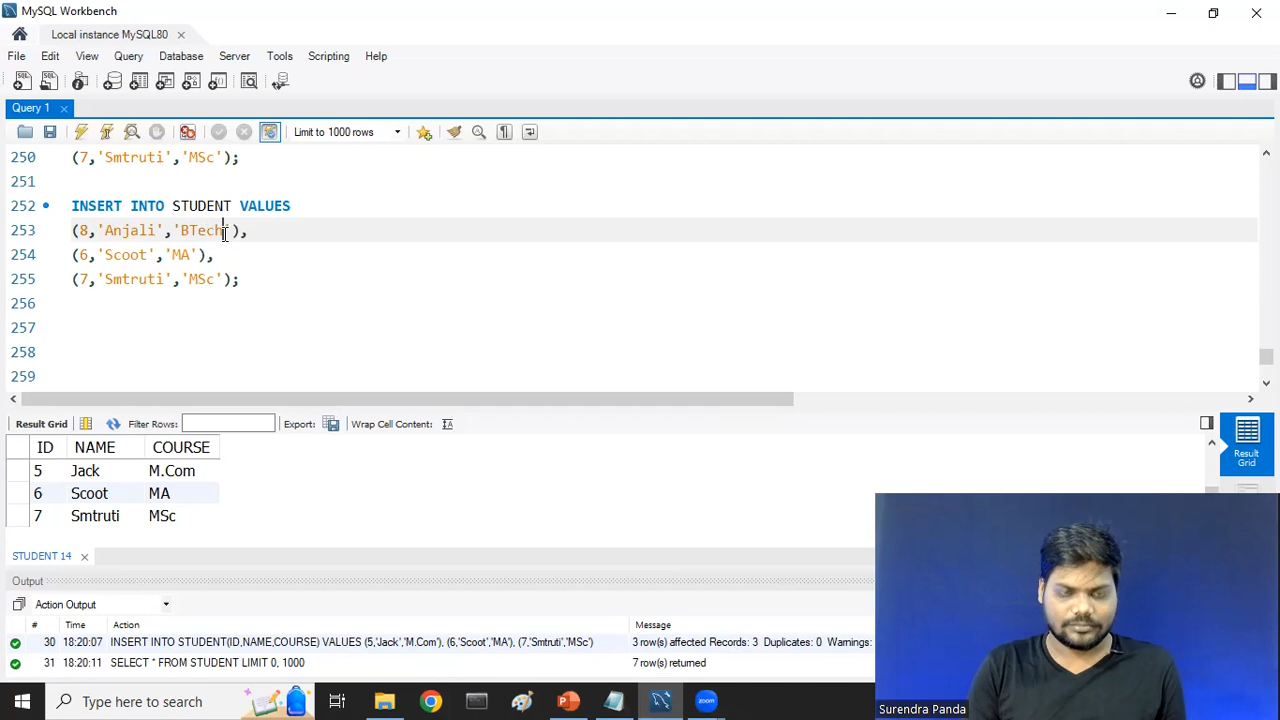 MySQL Workbench
Local instance MySQL80
File Edit View Query Database Server Tools Scripting Help
Query 1
Limit to 1000 rows
250 (7,'Smtruti','MSc');
251
252 INSERT INTO STUDENT VALUES
253 (8,'Anjali','BTech'),
254 (6,'Scoot','MA'),
255 (7,'Smtruti','MSc');
256
257
258
259
Result Grid Filter Rows: Export: Wrap Cell Content:
Result Grid
ID NAME COURSE
5 Jack M.Com
6 Scoot MA
7 Smtruti MSc
STUDENT 14
Output
Action Output
# Time Action Message
30 18:20:07 INSERT INTO STUDENT(ID,NAME,COURSE) VALUES (5,'Jack','M.Com'), (6,'Scoot','MA'), (7,'Smtruti','MSc') 3 row(s) affected Records: 3 Duplicates: 0 Warnings:
31 18:20:11 SELECT * FROM STUDENT LIMIT 0, 1000 7 row(s) returned
Type here to search
zoom
Surendra Panda